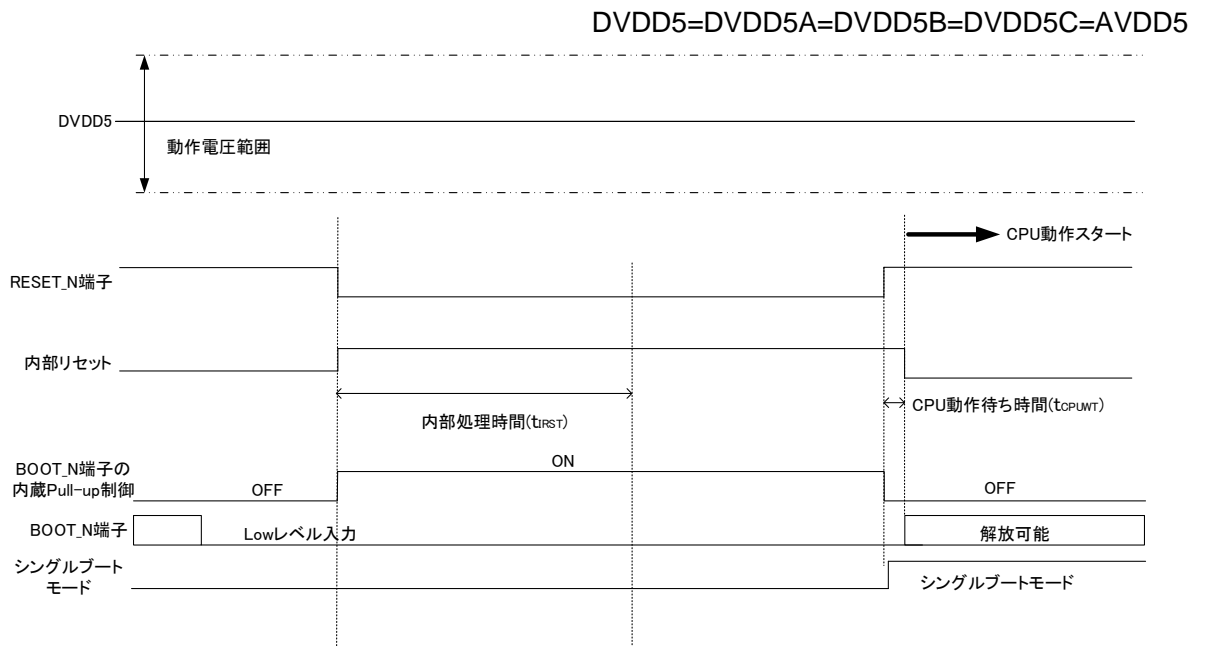 DVDD5=DVDD5A=DVDD5B=DVDD5C=AVDD5
DVDD5
動作電圧範囲
CPU動作スタート
RESET_N端子
内部リセット
内部処理時間(tIRST)
CPU動作待ち時間(tCPUWT)
BOOT_N端子の
内蔵Pull-up制御
OFF
ON
OFF
BOOT_N端子
Lowレベル入力
解放可能
シングルブート
モード
シングルブートモード